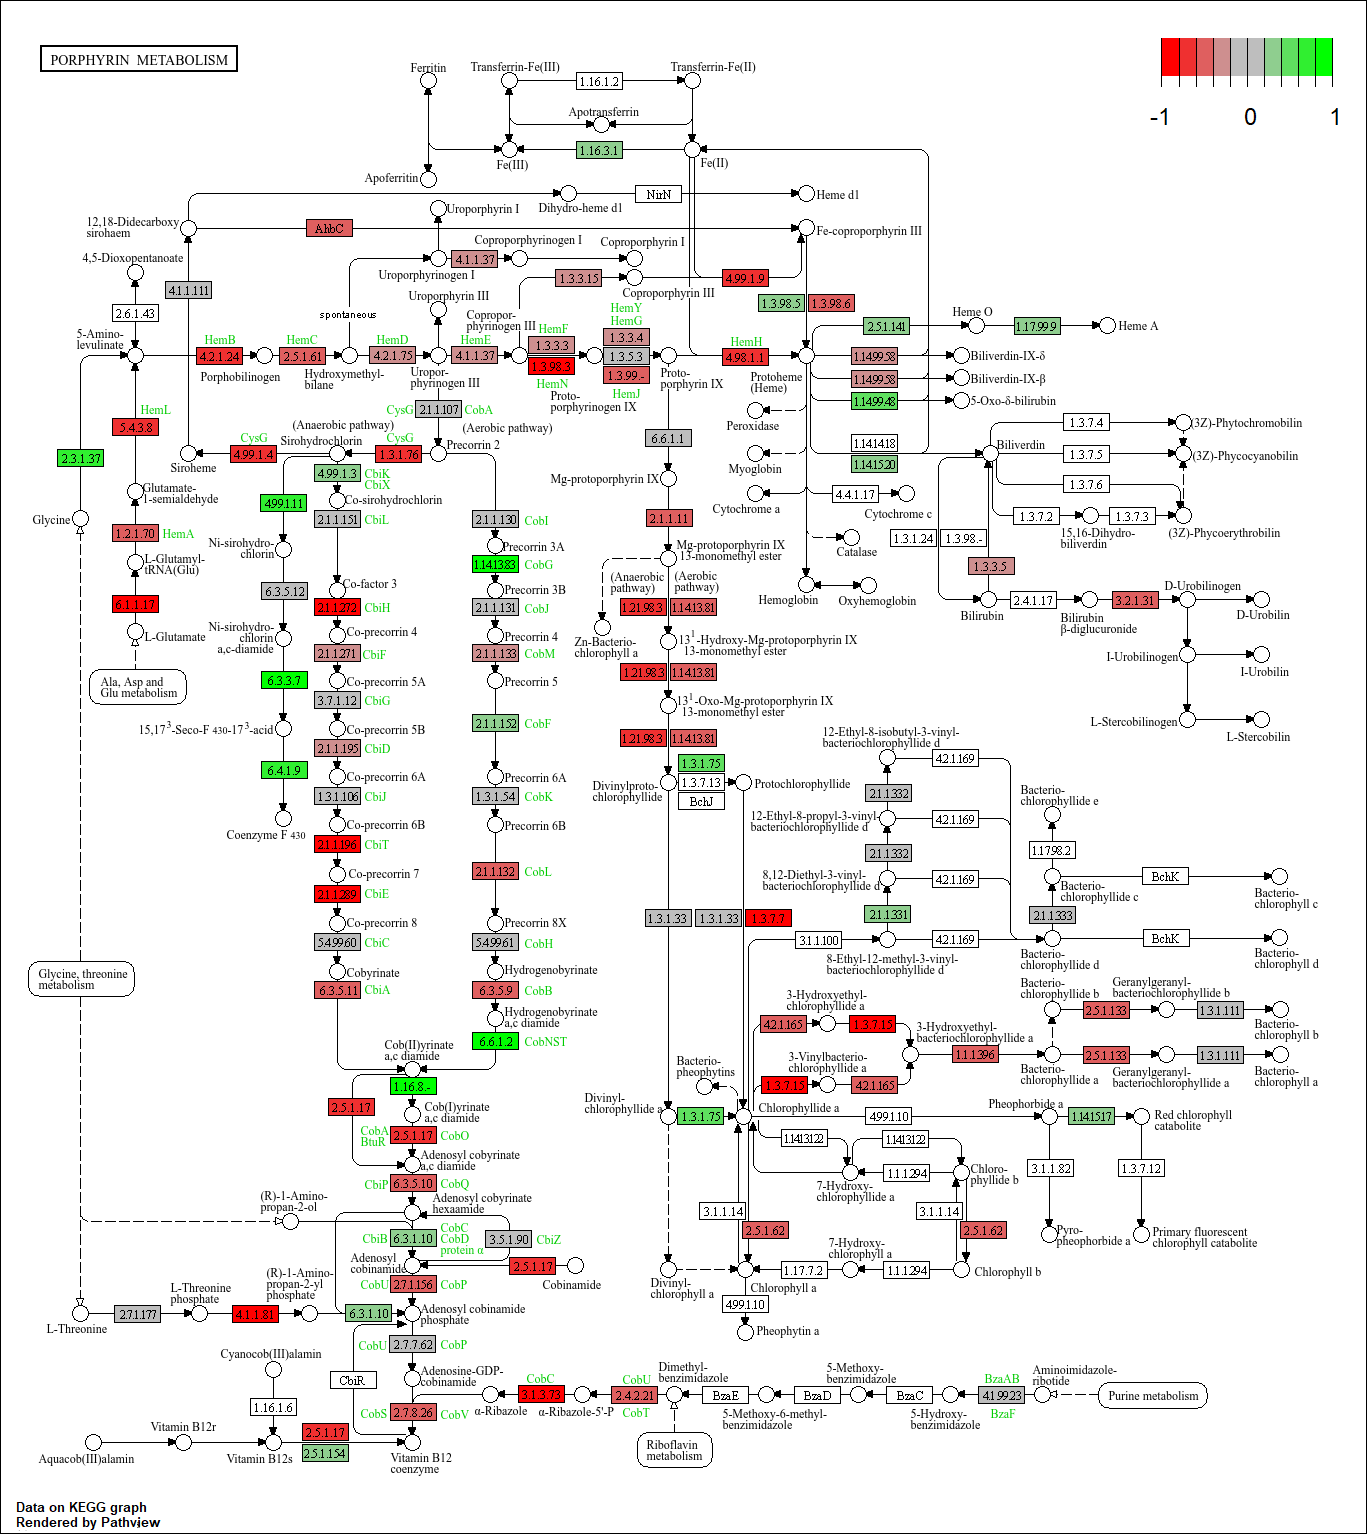 PORPHYRIN METABOLISM
-1
0
1
Ferritin
Transferrin-Fe(III)
1.16.1.2
Transferrin-Fe(II)
Apotransferrin
1.16.3.1
Fe(III)
Fe(II)
Apoferritin
NirN
Dihydro-heme d1
Heme d1
Uroporphyrin I
12,18-Didecarboxy
sirohaem
AhbC
Fe-coproporphyrin III
Coproporphyrinogen I
Coproporphyrin I
4,5-Dioxopentanoate
4.1.1.37
Uroporphyrinogen I
1.3.3.15
4.99.1.9
Coproporphyrin III
4.1.1.111
Uroporphyrin III
1.3.98.5
1.3.98.6
2.6.1.43
spontaneous
Copropor-
phyrinogen III
HemY
HemG
Heme O
5-Amino-
levulinate
HemB
HemC
HemD
HemE
HemF
1.3.3.4
HemH
2.5.1.141
1.17.99.9
Heme A
4.2.1.24
2.5.1.61
4.2.1.75
4.1.1.37
1.3.3.3
1.3.5.3
4.98.1.1
1.14.99.58
Biliverdin-IX-δ
1.3.98.3
1.3.99.-
Porphobilinogen
Hydroxymethyl-
bilane
Uropor-
phyrinogen III
HemN
HemJ
Proto-
porphyrinogen IX
Proto-
porphyrin IX
Protoheme
(Heme)
1.14.99.58
Biliverdin-IX-β
1.14.99.48
5-Oxo-δ-bilirubin
HemL
5.4.3.8
CysG
2.1.1.107
CobA
Peroxidase
(Anaerobic pathway)
(Aerobic pathway)
CysG
Sirohydrochlorin
CysG
Precorrin 2
6.6.1.1
1.14.14.18
Biliverdin
1.3.7.4
(3Z)-Phytochromobilin
2.3.1.37
4.99.1.4
1.3.1.76
Siroheme
Myoglobin
1.14.15.20
1.3.7.5
(3Z)-Phycocyanobilin
4.99.1.3
CbiK
CbiX
Mg-protoporphyrin IX
1.3.7.6
Glutamate-
1-semialdehyde
4.99.1.11
Co-sirohydrochlorin
Cytochrome a
4.4.1.17
Cytochrome c
Glycine
2.1.1.151
CbiL
2.1.1.130
CobI
2.1.1.11
1.3.7.2
1.3.7.3
15,16-Dihydro-
biliverdin
(3Z)-Phycoerythrobilin
1.2.1.70
HemA
Ni-sirohydro-
chlorin
Precorrin 3A
Mg-protoporphyrin IX
13-monomethyl ester
Catalase
1.3.1.24
1.3.98.-
L-Glutamyl-
tRNA(Glu)
1.14.13.83
CobG
1.3.3.5
6.3.5.12
Co-factor 3
Precorrin 3B
(Anaerobic
pathway)
(Aerobic
pathway)
Hemoglobin
Oxyhemoglobin
D-Urobilinogen
6.1.1.17
2.1.1.272
CbiH
2.1.1.131
CobJ
1.21.98.3
1.14.13.81
Bilirubin
2.4.1.17
Bilirubin
β-diglucuronide
3.2.1.31
D-Urobilin
L-Glutamate
Ni-sirohydro-
chlorin
a,c-diamide
Co-precorrin 4
Precorrin 4
Zn-Bacterio-
chlorophyll a
13¹-Hydroxy-Mg-protoporphyrin IX
13-monomethyl ester
2.1.1.271
CbiF
2.1.1.133
CobM
I-Urobilinogen
I-Urobilin
Ala, Asp and
Glu metabolism
6.3.3.7
Co-precorrin 5A
Precorrin 5
1.21.98.3
1.14.13.81
3.7.1.12
CbiG
13¹-Oxo-Mg-protoporphyrin IX
13-monomethyl ester
2.1.1.152
CobF
L-Stercobilinogen
L-Stercobilin
15,17³-Seco-F 430-17³-acid
Co-precorrin 5B
1.21.98.3
1.14.13.81
2.1.1.195
CbiD
12-Ethyl-8-isobutyl-3-vinyl-
bacteriochlorophyllide d
4.2.1.169
6.4.1.9
Co-precorrin 6A
Precorrin 6A
1.3.1.75
1.3.7.13
BchJ
Divinylproto-
chlorophyllide
Protochlorophyllide
1.3.1.106
CbiJ
1.3.1.54
CobK
2.1.1.332
Bacterio-
chlorophyllide e
Coenzyme F 430
Co-precorrin 6B
Precorrin 6B
12-Ethyl-8-propyl-3-vinyl-
bacteriochlorophyllide d
4.2.1.169
2.1.1.196
CbiT
2.1.1.332
1.17.98.2
Co-precorrin 7
2.1.1.132
CobL
8,12-Diethyl-3-vinyl-
bacteriochlorophyllide d
4.2.1.169
BchK
2.1.1.289
CbiE
Bacterio-
chlorophyllide c
Bacterio-
chlorophyll c
Co-precorrin 8
Precorrin 8X
1.3.1.33
1.3.1.33
1.3.7.7
2.1.1.331
2.1.1.333
5.4.99.60
CbiC
5.4.99.61
CobH
3.1.1.100
4.2.1.169
BchK
8-Ethyl-12-methyl-3-vinyl-
bacteriochlorophyllide d
Bacterio-
chlorophyllide d
Bacterio-
chlorophyll d
Cobyrinate
Hydrogenobyrinate
Glycine, threonine
metabolism
6.3.5.11
CbiA
6.3.5.9
CobB
3-Hydroxyethyl-
chlorophyllide a
Bacterio-
chlorophyllide b
Geranylgeranyl-
bacteriochlorophyllide b
2.5.1.133
1.3.1.111
Bacterio-
chlorophyll b
Hydrogenobyrinate
a,c diamide
4.2.1.165
1.3.7.15
3-Hydroxyethyl-
bacteriochlorophyllide a
6.6.1.2
CobNST
Cob(II)yrinate
a,c diamide
3-Vinylbacterio-
chlorophyllide a
1.1.1.396
2.5.1.133
1.3.1.111
Bacterio-
chlorophyllide a
Geranylgeranyl-
bacteriochlorophyllide a
Bacterio-
chlorophyll a
Bacterio-
pheophytins
1.3.7.15
4.2.1.165
1.16.8.-
Divinyl-
chlorophyllide a
1.3.1.75
Chlorophyllide a
4.99.1.10
Pheophorbide a
1.14.15.17
Red chlorophyll
catabolite
2.5.1.17
Cob(I)yrinate
a,c diamide
CobA
BtuR
2.5.1.17
CobO
1.14.13.122
1.14.13.122
Adenosyl cobyrinate
a,c diamide
1.1.1.294
Chloro-
phyllide b
3.1.1.82
1.3.7.12
CbiP
6.3.5.10
CobQ
7-Hydroxy-
chlorophyllide a
(R)-1-Amino-
propan-2-ol
Adenosyl cobyrinate
hexaamide
3.1.1.14
3.1.1.14
CobC
CobD
protein α
CbiB
6.3.1.10
3.5.1.90
CbiZ
2.5.1.62
2.5.1.62
Pyro-
pheophorbide a
Primary fluorescent
chlorophyll catabolite
Adenosyl
cobinamide
2.5.1.17
Cobinamide
7-Hydroxy-
chlorophyll a
1.17.7.2
1.1.1.294
Chlorophyll b
Divinyl-
chlorophyll a
Chlorophyll a
(R)-1-Amino-
propan-2-yl
phosphate
CobU
2.7.1.156
CobP
L-Threonine
phosphate
4.99.1.10
2.7.1.177
4.1.1.81
6.3.1.10
Adenosyl cobinamide
phosphate
L-Threonine
Pheophytin a
CobU
2.7.7.62
CobP
Cyanocob(III)alamin
CbiR
Adenosine-GDP-
cobinamide
CobC
3.1.3.73
CobU
2.4.2.21
CobT
Dimethyl-
benzimidazole
BzaE
BzaD
5-Methoxy-
benzimidazole
BzaC
BzaAB
4.1.99.23
BzaF
Aminoimidazole-
ribotide
Purine metabolism
1.16.1.6
α-Ribazole
α-Ribazole-5'-P
5-Methoxy-6-methyl-
benzimidazole
5-Hydroxy-
benzimidazole
CobS
2.7.8.26
CobV
Vitamin B12r
2.5.1.17
2.5.1.154
Aquacob(III)alamin
Vitamin B12s
Vitamin B12
coenzyme
Riboflavin
metabolism
Data on KEGG graph
Rendered by Pathview